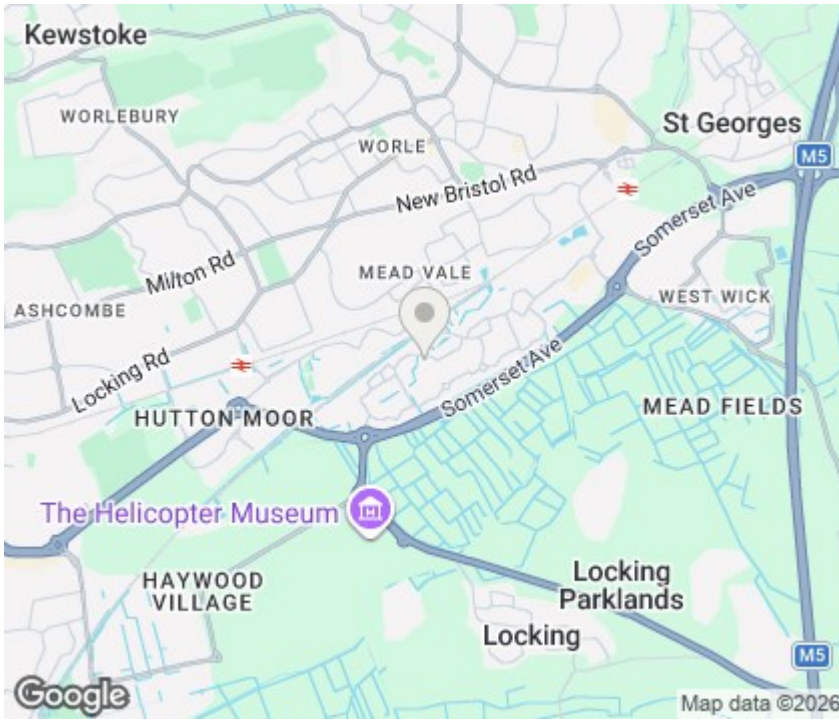 Kewstoke
WORLEBURY
WORLE
St Georges
M5
New Bristol Rd
Somerset Ave
Milton Rd
MEAD VALE
WEST WICK
ASHCOMBE
Locking Rd
Somerset Ave
HUTTON MOOR
MEAD FIELDS
The Helicopter Museum
HAYWOOD
VILLAGE
Locking
Parklands
Locking
M5
Google
Map data ©2026